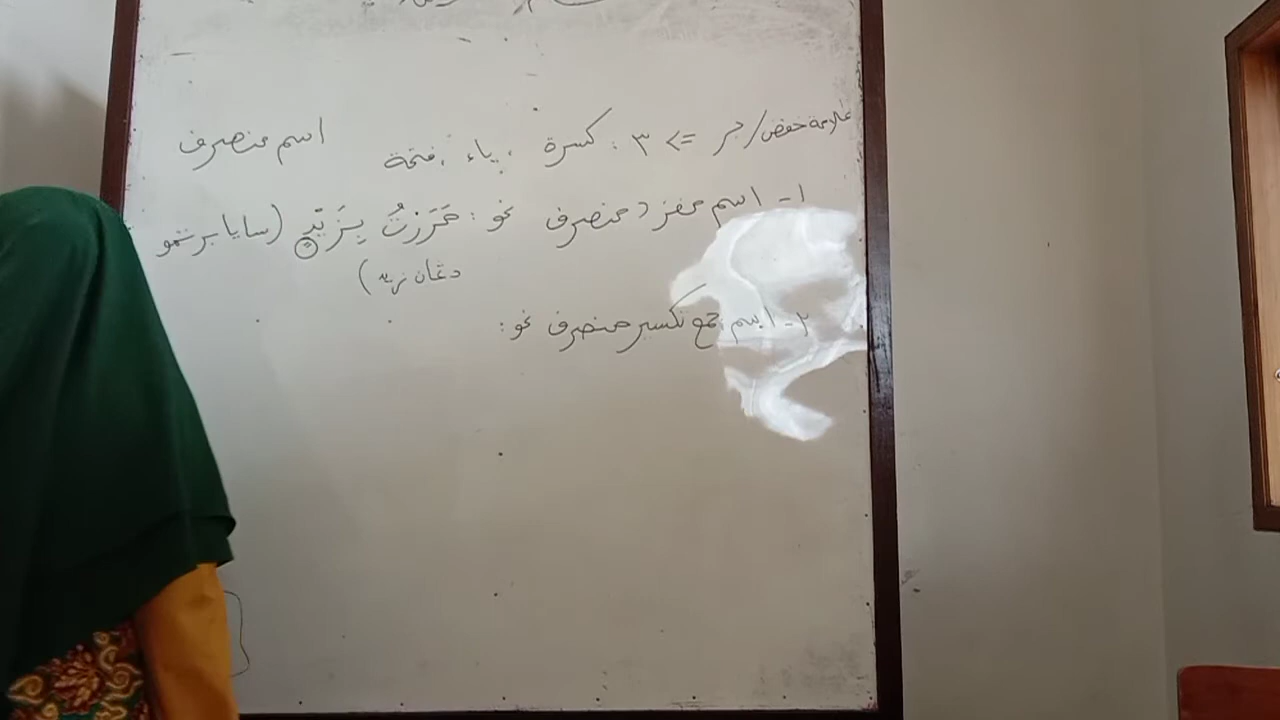 علامة خفض/جر => ٣ : كسرة ، ياء ، فتحة
اسم منصرف
١- اسم مفرد منصرف نحو : مَرَرْتُ بِزَيْدٍ (سايا برتمو
دڠان زيد)
٢- اسم جمع تكسير منصرف نحو :